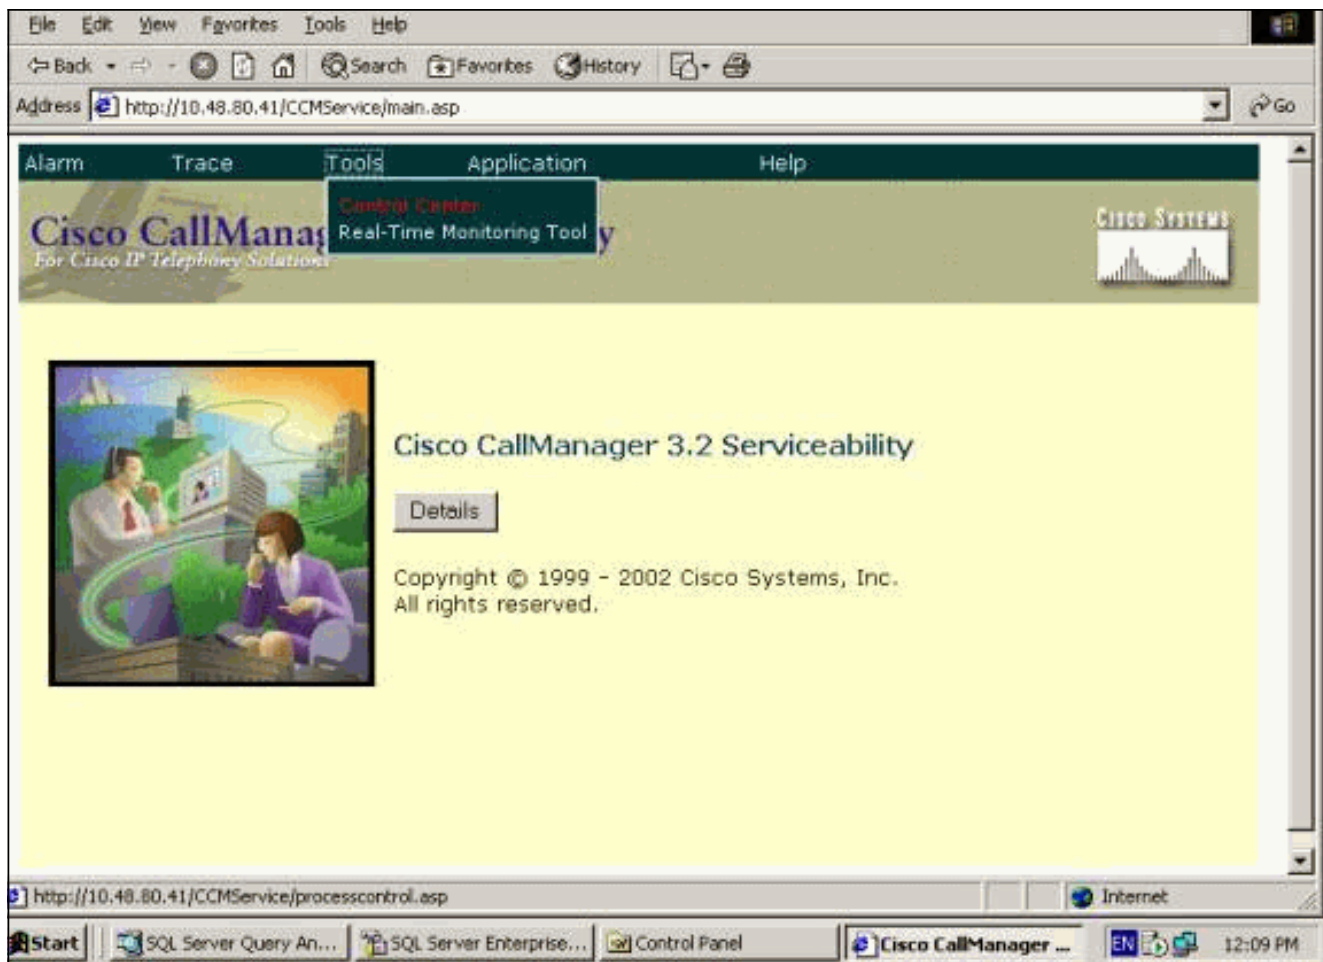 File Edit View Favorites Tools Help
Back Search Favorites History
Address http://10.48.80.41/CCMService/main.asp Go
Alarm Trace Tools Application Help
Control Center
Real-Time Monitoring Tool
Cisco CallManag y
For Cisco IP Telephony Solutions
CISCO SYSTEMS
Cisco CallManager 3.2 Serviceability
Details
Copyright © 1999 - 2002 Cisco Systems, Inc.
All rights reserved.
http://10.48.80.41/CCMService/processcontrol.asp Internet
Start SQL Server Query An... SQL Server Enterprise... Control Panel Cisco CallManager ... EN 12:09 PM